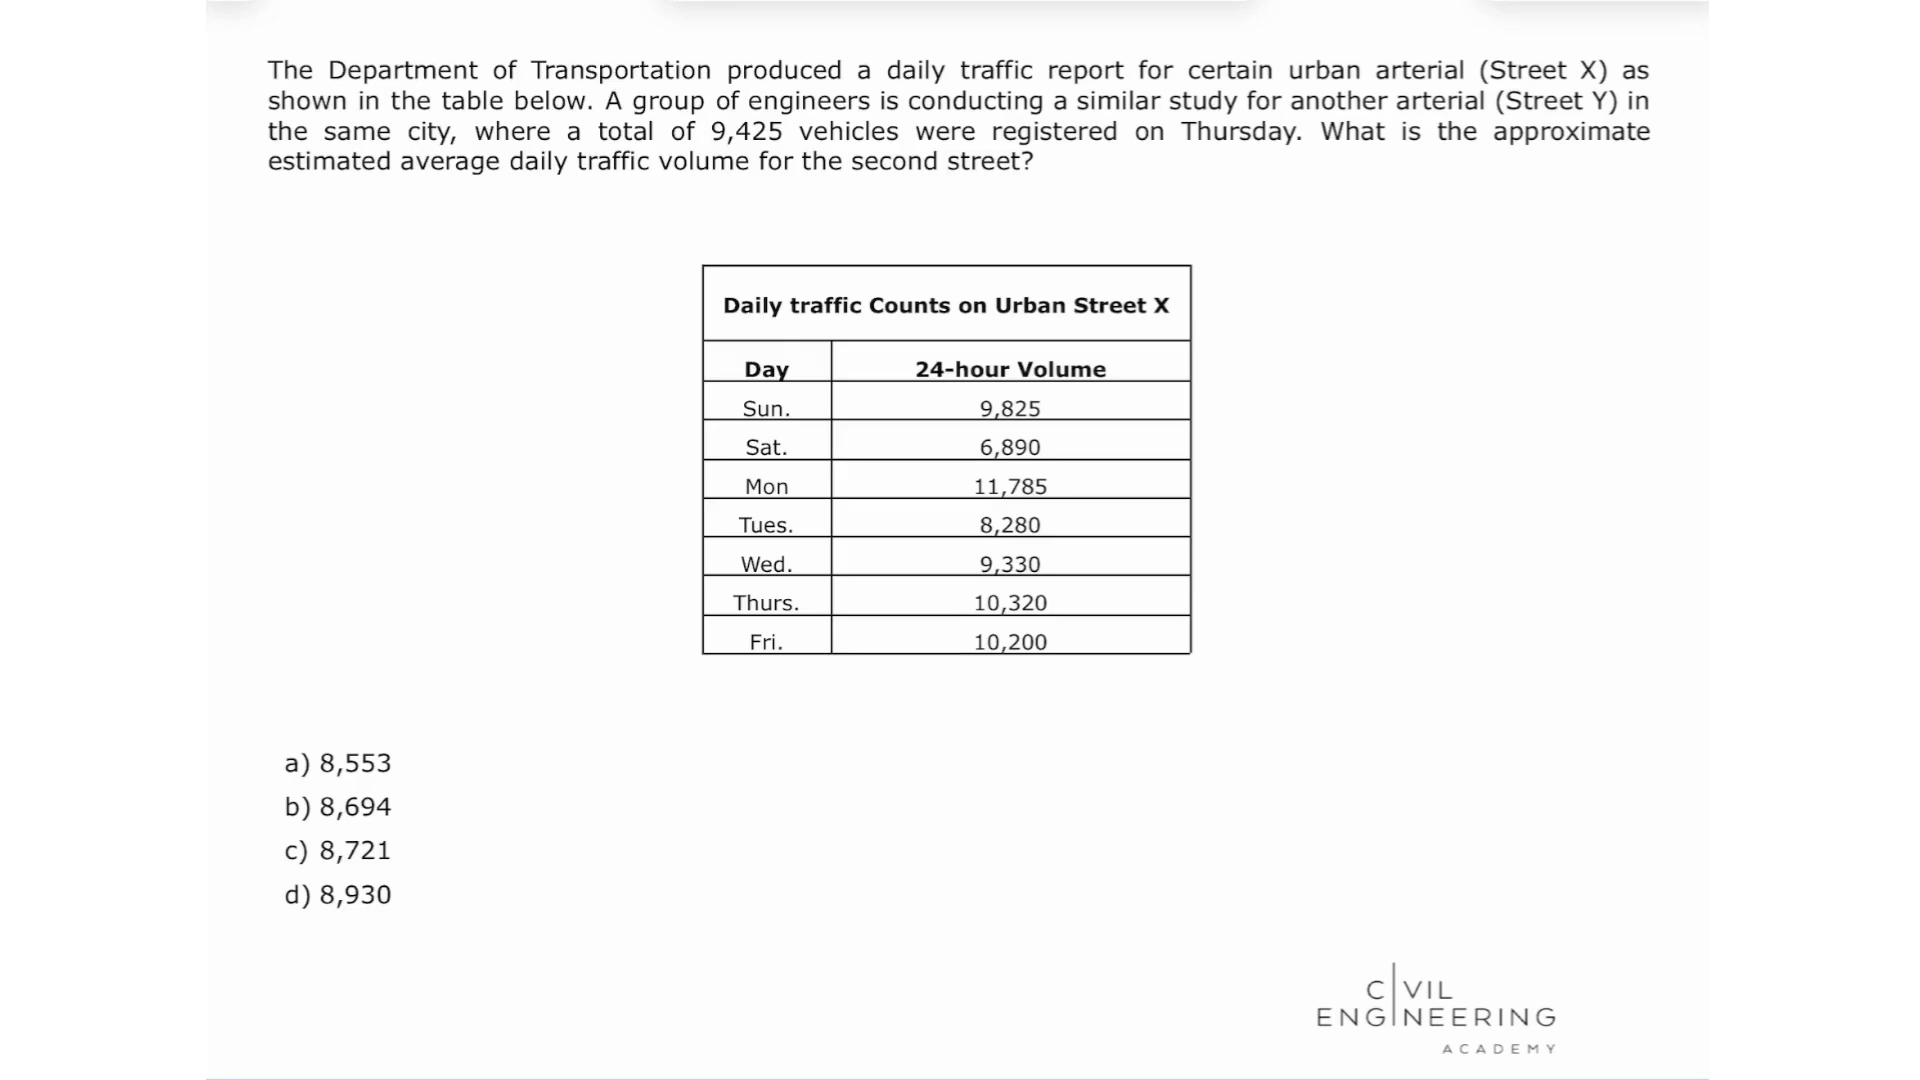 The Department of Transportation produced a daily traffic report for certain urban arterial (Street X) as
shown in the table below. A group of engineers is conducting a similar study for another arterial (Street Y) in
the same city, where a total of 9,425 vehicles were registered on Thursday. What is the approximate
estimated average daily traffic volume for the second street?
Daily traffic Counts on Urban Street X
Day 24-hour Volume
Sun. 9,825
Sat. 6,890
Mon 11,785
Tues. 8,280
Wed. 9,330
Thurs. 10,320
Fri. 10,200
a) 8,553
b) 8,694
c) 8,721
d) 8,930
CIVIL
ENGINEERING
ACADEMY